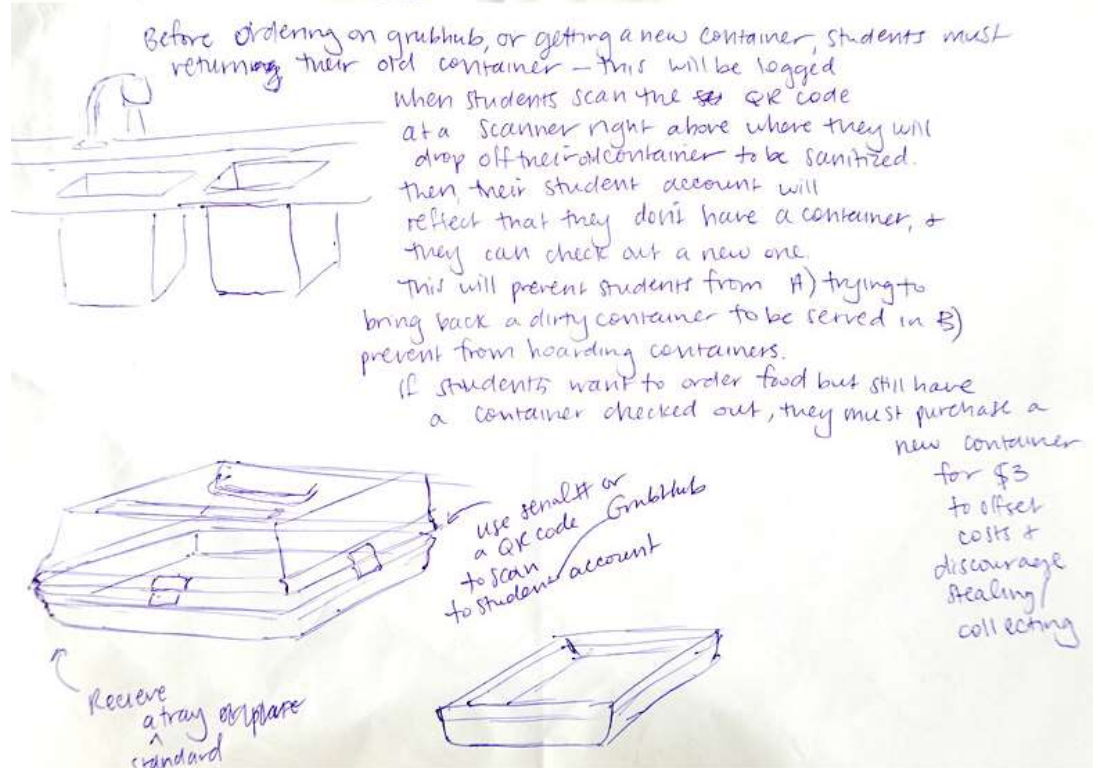 Before ordering on grubhub, or getting a new container, students must
returning their old container – this will be logged
when students scan the QR code
at a scanner right above where they will
drop off their old container to be sanitized.
then, their student account will
reflect that they don't have a container, &
they can check out a new one.
This will prevent students from A) trying to
bring back a dirty container to be served in B)
prevent from hoarding containers.
if students want to order food but still have
a container checked out, they must purchase a
new container
for $3
to offset
costs &
discourage
stealing/
collecting
use serial # or
a QR code GrubHub
to scan
to student account
Recieve
a tray or plate
^
standard